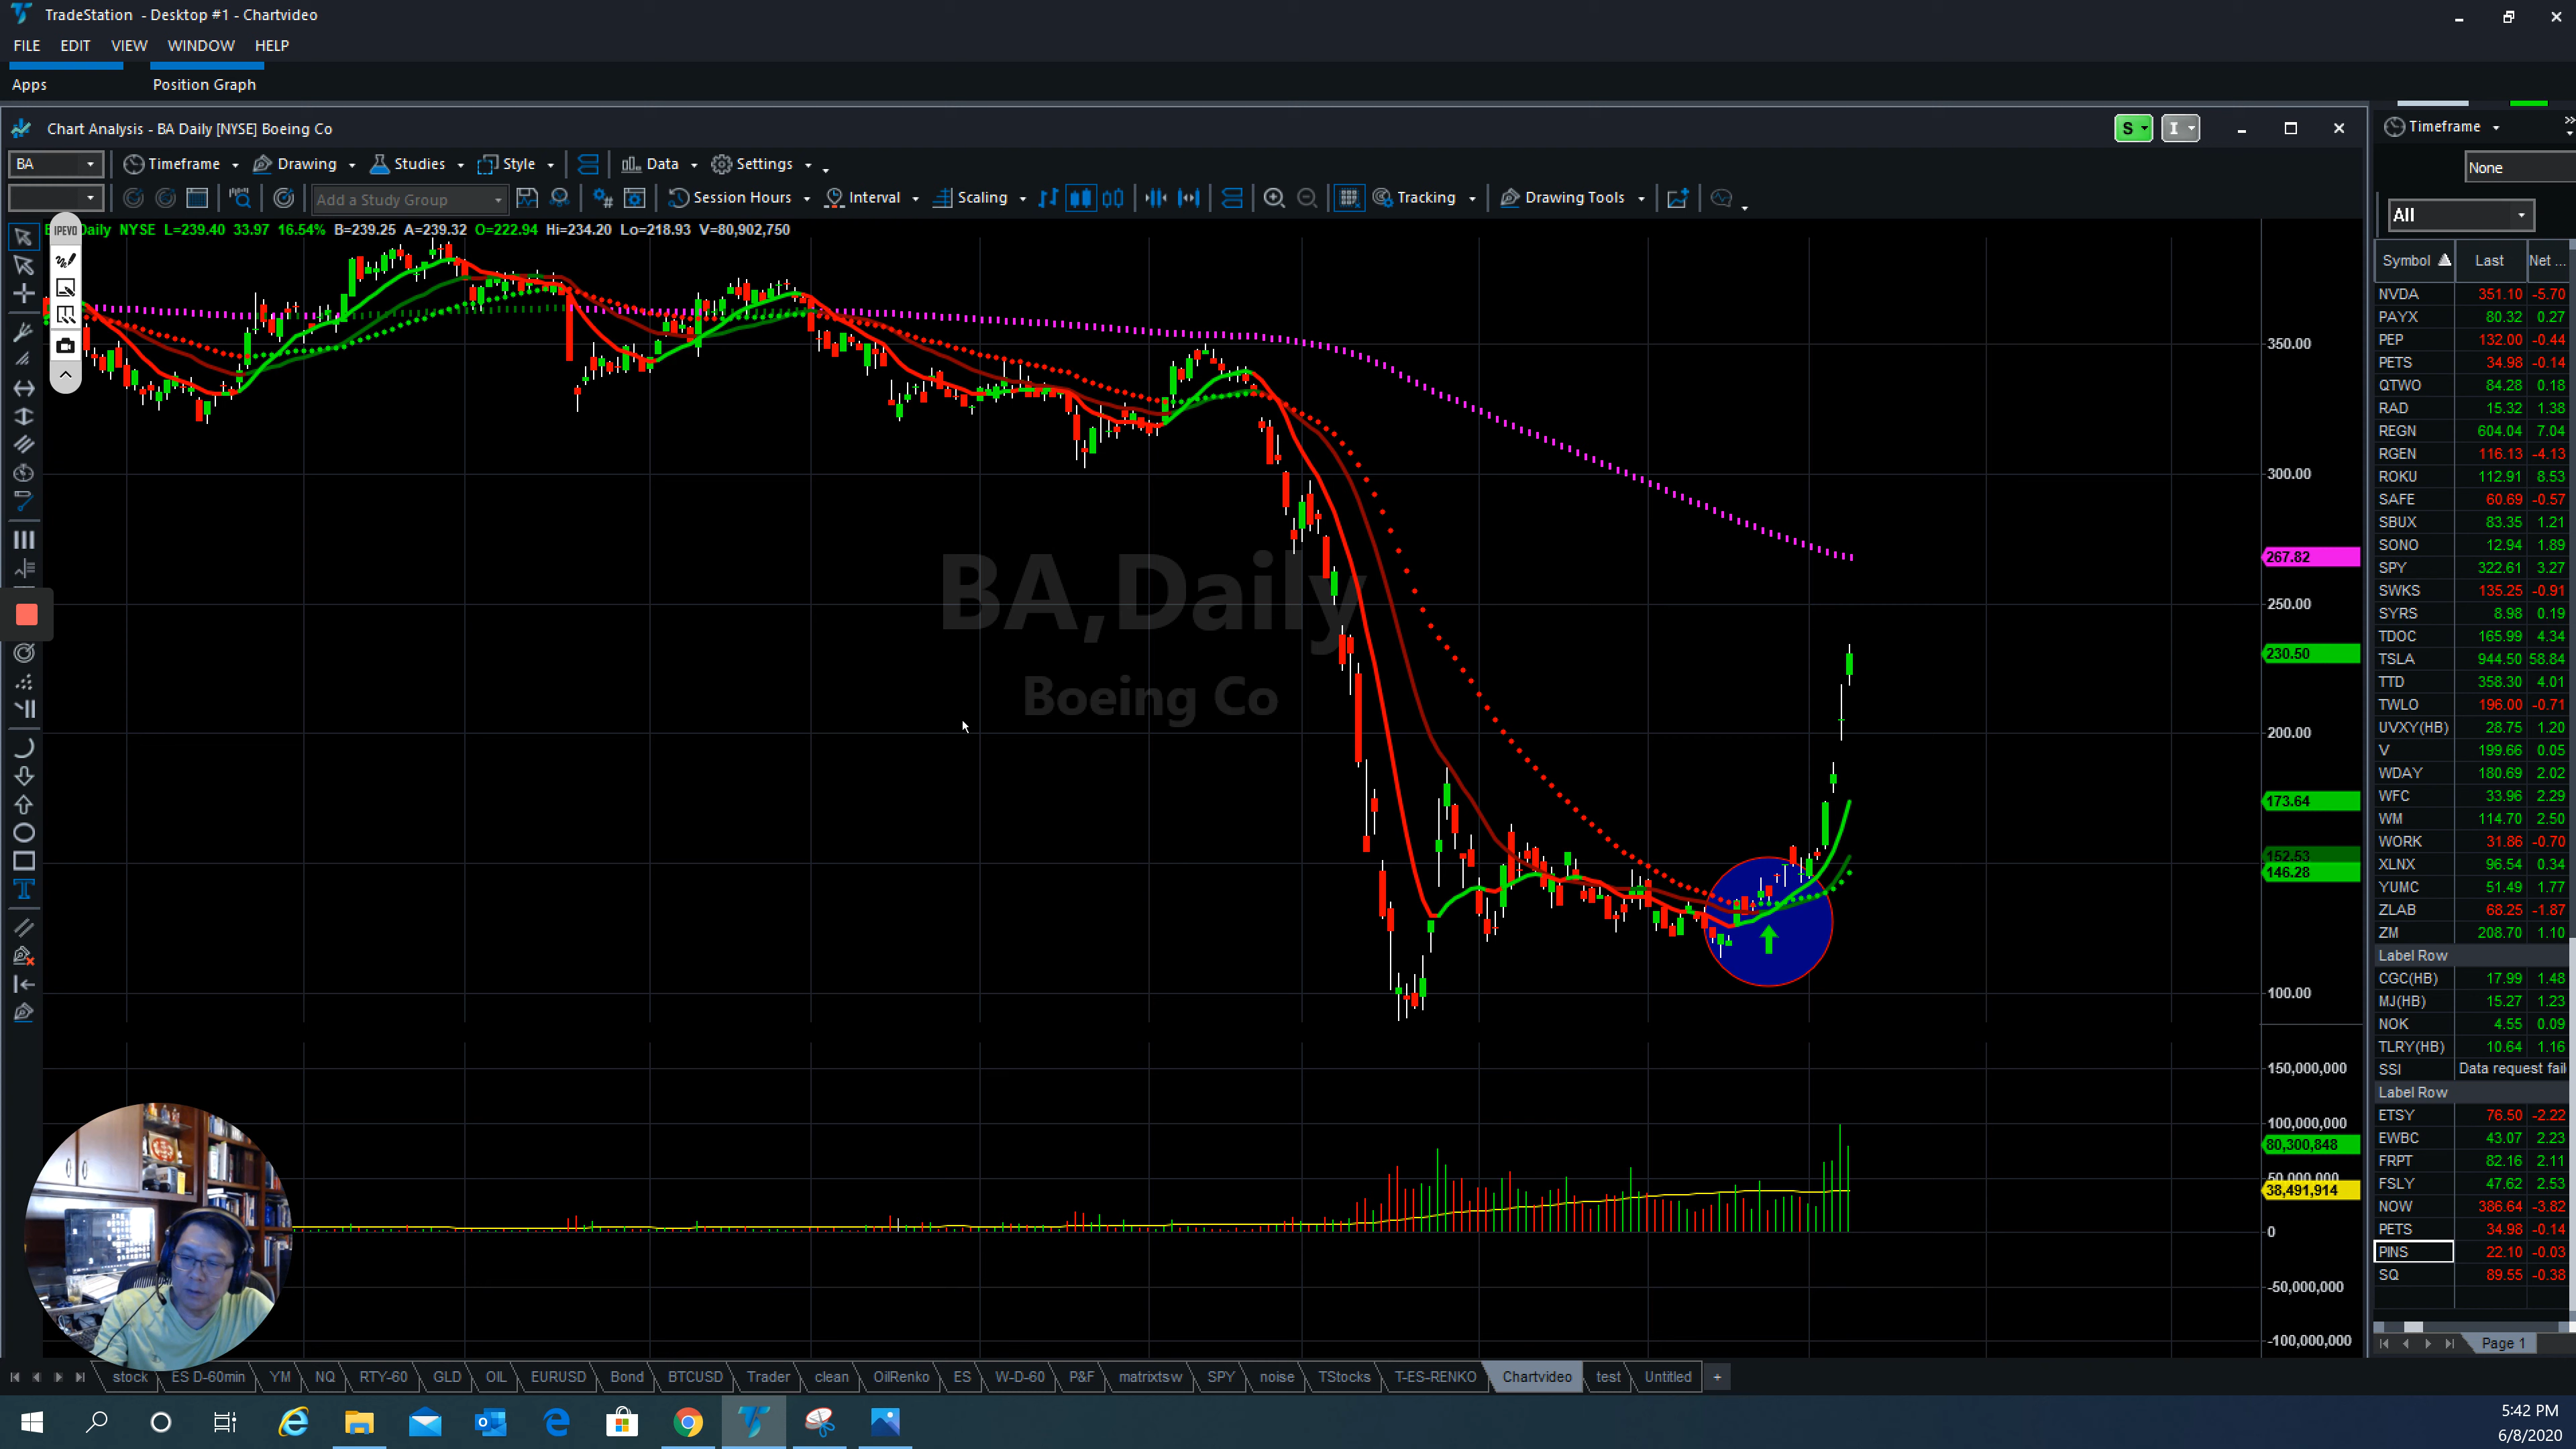 TradeStation - Desktop #1 - Chartvideo
FILE EDIT VIEW WINDOW HELP
Apps Position Graph
Chart Analysis - BA Daily [NYSE] Boeing Co
S I
Timeframe
BA Timeframe Drawing Studies Style Data Settings
None
Add a Study Group Session Hours Interval Scaling Tracking Drawing Tools
All
IPEVO
Daily NYSE L=239.40 33.97 16.54% B=239.25 A=239.32 O=222.94 Hi=234.20 Lo=218.93 V=80,902,750
Symbol Last Net ...
NVDA 351.10 -5.70
PAYX 80.32 0.27
PEP 132.00 -0.44
PETS 34.98 -0.14
QTWO 84.28 0.18
RAD 15.32 1.38
REGN 604.04 7.04
RGEN 116.13 -4.13
ROKU 112.91 8.53
SAFE 60.69 -0.57
SBUX 83.35 1.21
SONO 12.94 1.89
SPY 322.61 3.27
SWKS 135.25 -0.91
SYRS 8.98 0.19
TDOC 165.99 4.34
TSLA 944.50 58.84
TTD 358.30 4.01
TWLO 196.00 -0.71
UVXY(HB) 28.75 1.20
V 199.66 0.05
WDAY 180.69 2.02
WFC 33.96 2.29
WM 114.70 2.50
WORK 31.86 -0.70
XLNX 96.54 0.34
YUMC 51.49 1.77
ZLAB 68.25 -1.87
ZM 208.70 1.10
Label Row
CGC(HB) 17.99 1.48
MJ(HB) 15.27 1.23
NOK 4.55 0.09
TLRY(HB) 10.64 1.16
SSI Data request fail
Label Row
ETSY 76.50 -2.22
EWBC 43.07 2.23
FRPT 82.16 2.11
FSLY 47.62 2.53
NOW 386.64 -3.82
PETS 34.98 -0.14
PINS 22.10 -0.03
SQ 89.55 -0.38
Page 1
BA,Daily
Boeing Co
350.00
300.00
267.82
250.00
230.50
200.00
173.64
152.53
146.28
100.00
150,000,000
100,000,000
80,300,848
50,000,000
38,491,914
0
-50,000,000
-100,000,000
stock ES D-60min YM NQ RTY-60 GLD OIL EURUSD Bond BTCUSD Trader clean OilRenko ES W-D-60 P&F matrixtsw SPY noise TStocks T-ES-RENKO Chartvideo test Untitled +
5:42 PM
6/8/2020